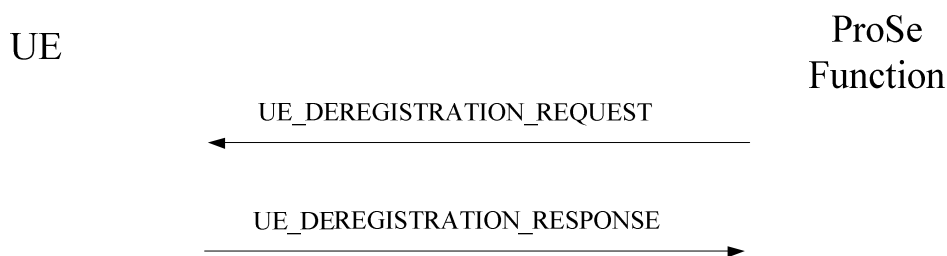 UE
ProSe
Function
UE_DEREGISTRATION_REQUEST
UE_DEREGISTRATION_RESPONSE